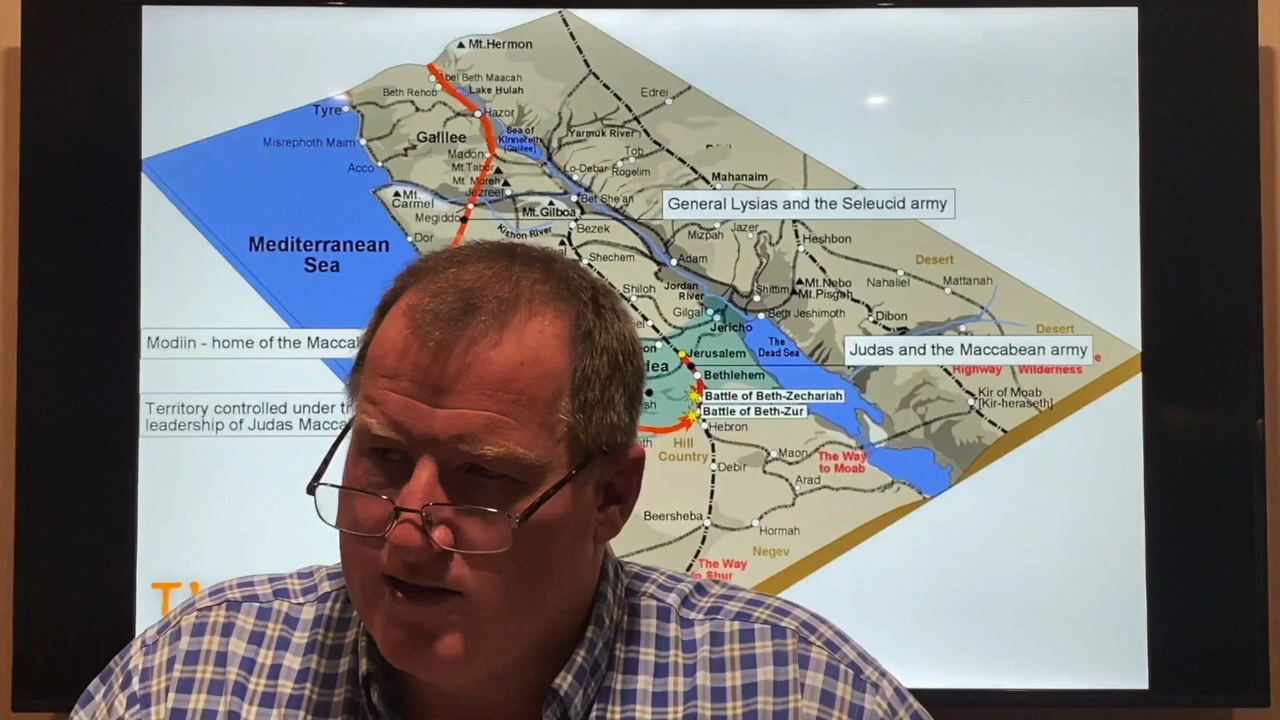 Mt.Hermon
Abel Beth Maacah
Beth Rehob
Lake Hulah
Edrei
Tyre
Hazor
Galilee
Sea of
Kinnereth
[Galilee]
Yarmuk River
Misrephoth Maim
Madon
Tob
Acco
Mt.Tabor
Lo-Debar
Rogelim
Mahanaim
Mt. Moreh
Jezreel
Mt.
Carmel
Bet She'an
General Lysias and the Seleucid army
Megiddo
Mt.Gilboa
Kishon River
Bezek
Mizpah
Jazer
Heshbon
Dor
Mediterranean
Sea
Shechem
Adam
Desert
Shiloh
Jordan
River
Shittim
Mt.Nebo
Mt.Pisgah
Nahaliel
Mattanah
Gilgal
Beth Jeshimoth
Dibon
Jericho
Desert
Modiin - home of the Macca
Jerusalem
The
Dead Sea
Judas and the Maccabean army
dea
Bethlehem
Highway
Wilderness
Battle of Beth-Zechariah
Kir of Moab
[Kir-heraseth]
Territory controlled under th
leadership of Judas Macca
Battle of Beth-Zur
Hebron
Hill
Country
Debir
Maon
The Way
to Moab
Arad
Beersheba
Hormah
Negev
The Way
to Shur